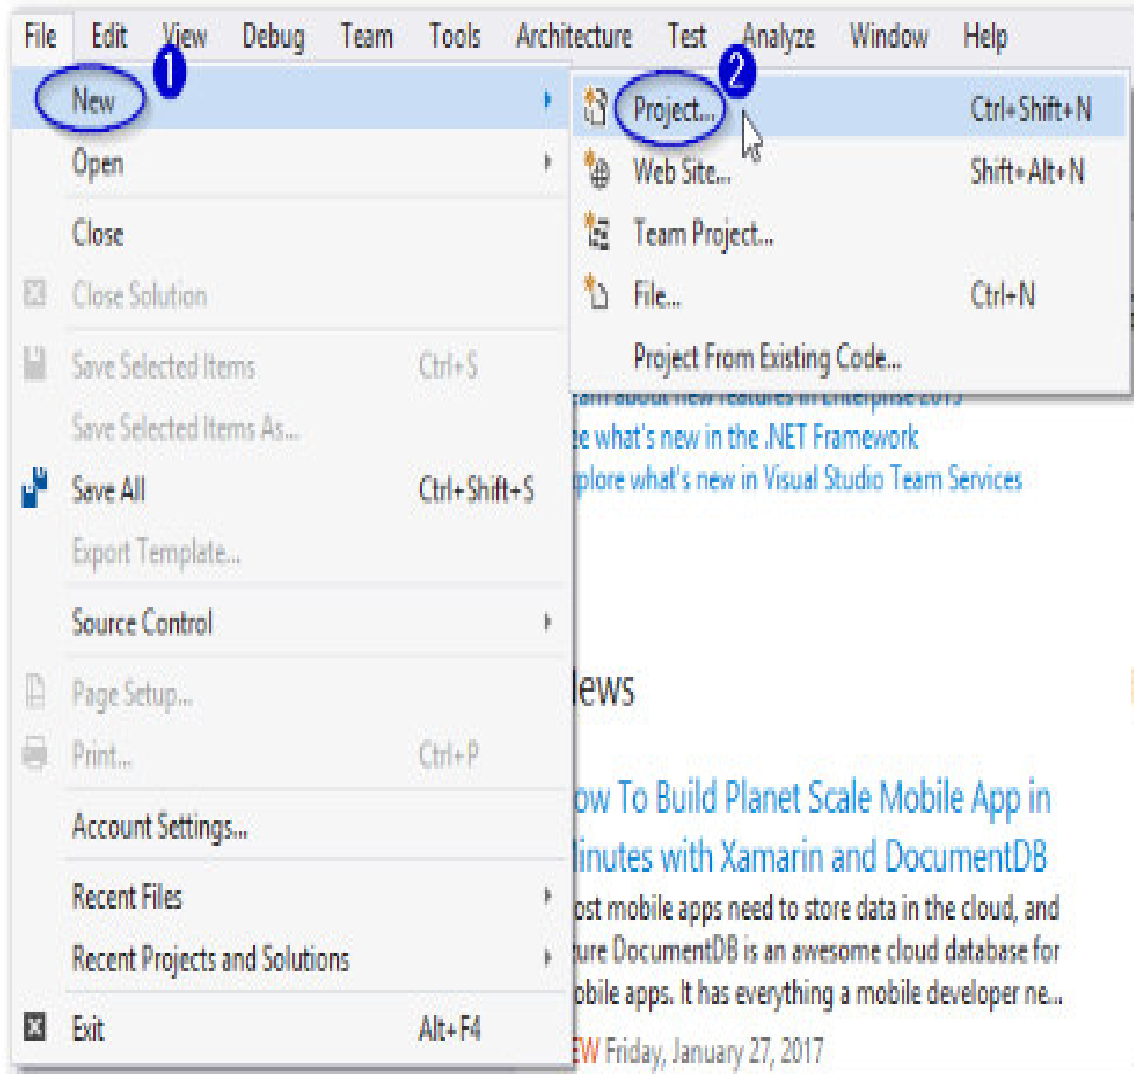 File Edit View Debug Team Tools Architecture Test Analyze Window Help
1
New
2
Project... Ctrl+Shift+N
Open
Web Site... Shift+Alt+N
Close
Team Project...
Close Solution
File... Ctrl+N
Save Selected Items Ctrl+S
Project From Existing Code...
Save Selected Items As...
Save All Ctrl+Shift+S
Export Template...
Source Control
Page Setup...
Print... Ctrl+P
Account Settings...
Recent Files
Recent Projects and Solutions
Exit Alt+F4
about new features in Enterprise 2015
e what's new in the .NET Framework
plore what's new in Visual Studio Team Services
ews
ow To Build Planet Scale Mobile App in
inutes with Xamarin and DocumentDB
ost mobile apps need to store data in the cloud, and
ure DocumentDB is an awesome cloud database for
obile apps. It has everything a mobile developer ne...
EW Friday, January 27, 2017